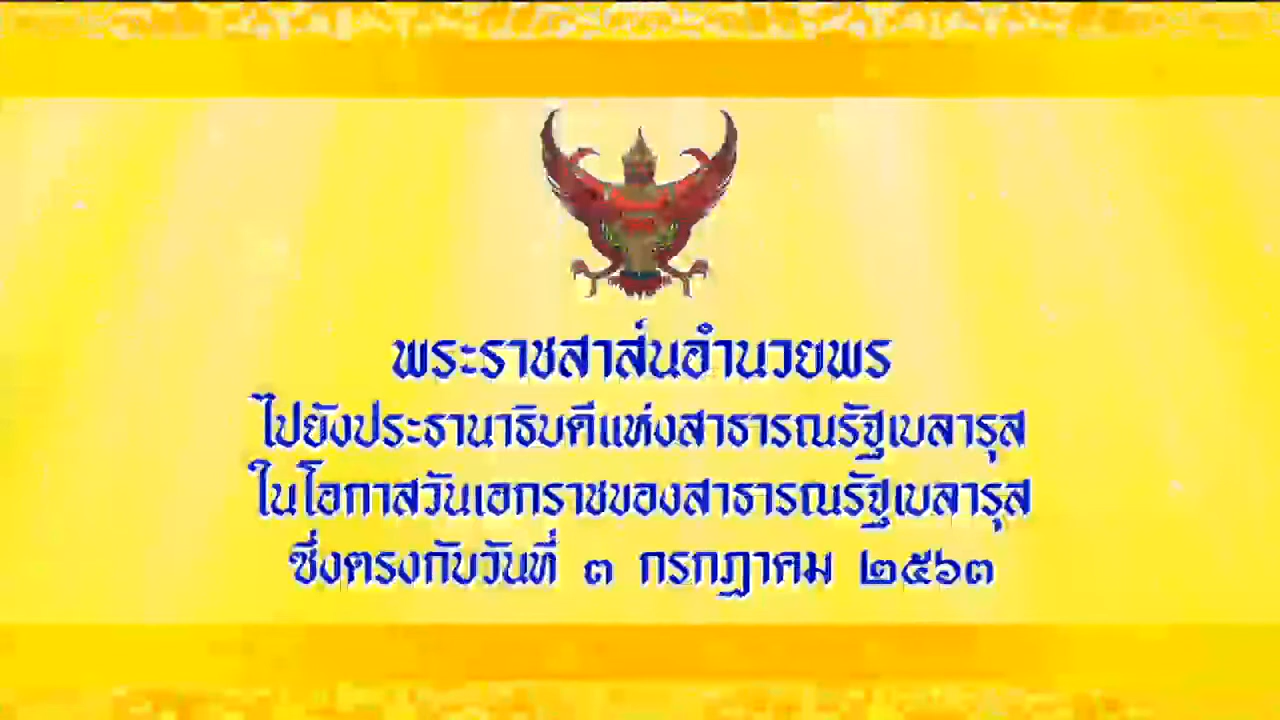 พระราชสาส์นอำนวยพร
ไปยังประธานาธิบดีแห่งสาธารณรัฐเบลารุส
ในโอกาสวันเอกราชของสาธารณรัฐเบลารุส
ซึ่งตรงกับวันที่ ๓ กรกฎาคม ๒๕๖๓